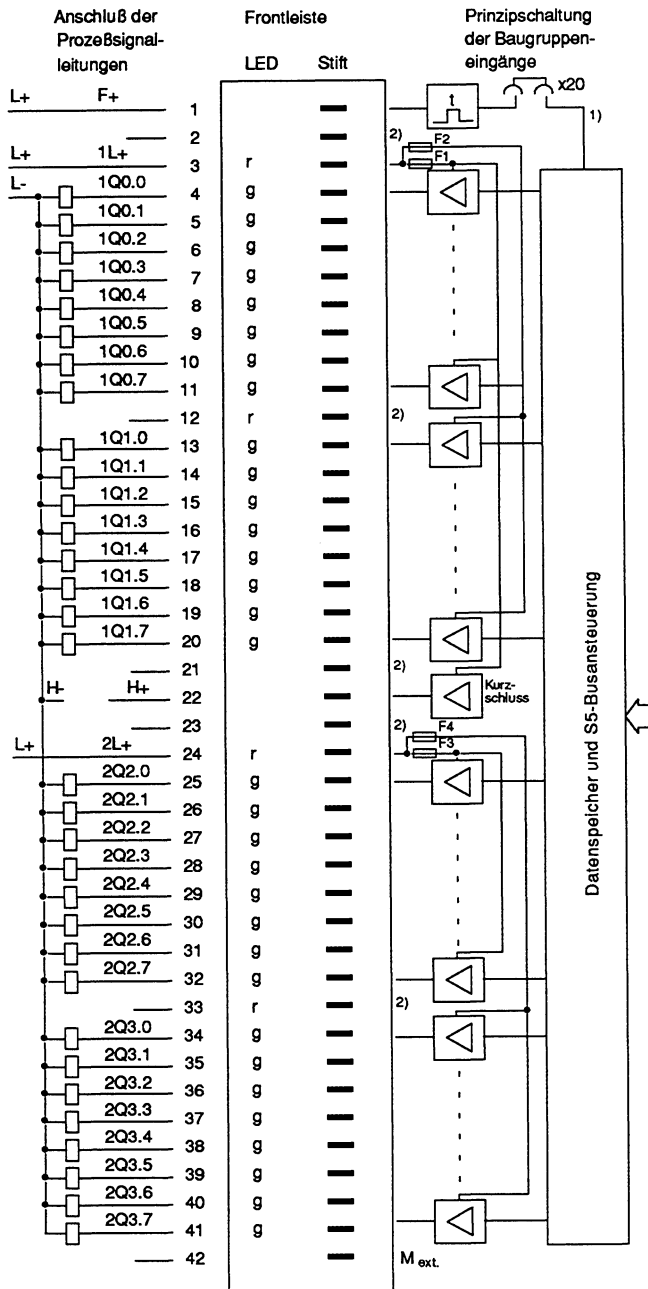 Anschluß der
Prozeßsignal-
leitungen
Frontleiste
LED Stift
Prinzipschaltung
der Baugruppen-
eingänge
L+ F+ 1 t x20
1)
2 2) F2
L+ 1L+ 3 r F1
L- 1Q0.0 4 g
1Q0.1 5 g
1Q0.2 6 g
1Q0.3 7 g
1Q0.4 8 g
1Q0.5 9 g
1Q0.6 10 g
1Q0.7 11 g
12 r 2)
1Q1.0 13 g
1Q1.1 14 g
1Q1.2 15 g
1Q1.3 16 g
1Q1.4 17 g
1Q1.5 18 g
1Q1.6 19 g
1Q1.7 20 g
21 2)
H- H+ 22 Kurz-
schluss
23 2) F4
L+ 2L+ 24 r F3
2Q2.0 25 g
2Q2.1 26 g
2Q2.2 27 g
2Q2.3 28 g
2Q2.4 29 g
2Q2.5 30 g
2Q2.6 31 g
2Q2.7 32 g
33 r 2)
2Q3.0 34 g
2Q3.1 35 g
2Q3.2 36 g
2Q3.3 37 g
2Q3.4 38 g
2Q3.5 39 g
2Q3.6 40 g
2Q3.7 41 g
42 M ext.
Datenspeicher und S5-Busansteuerung